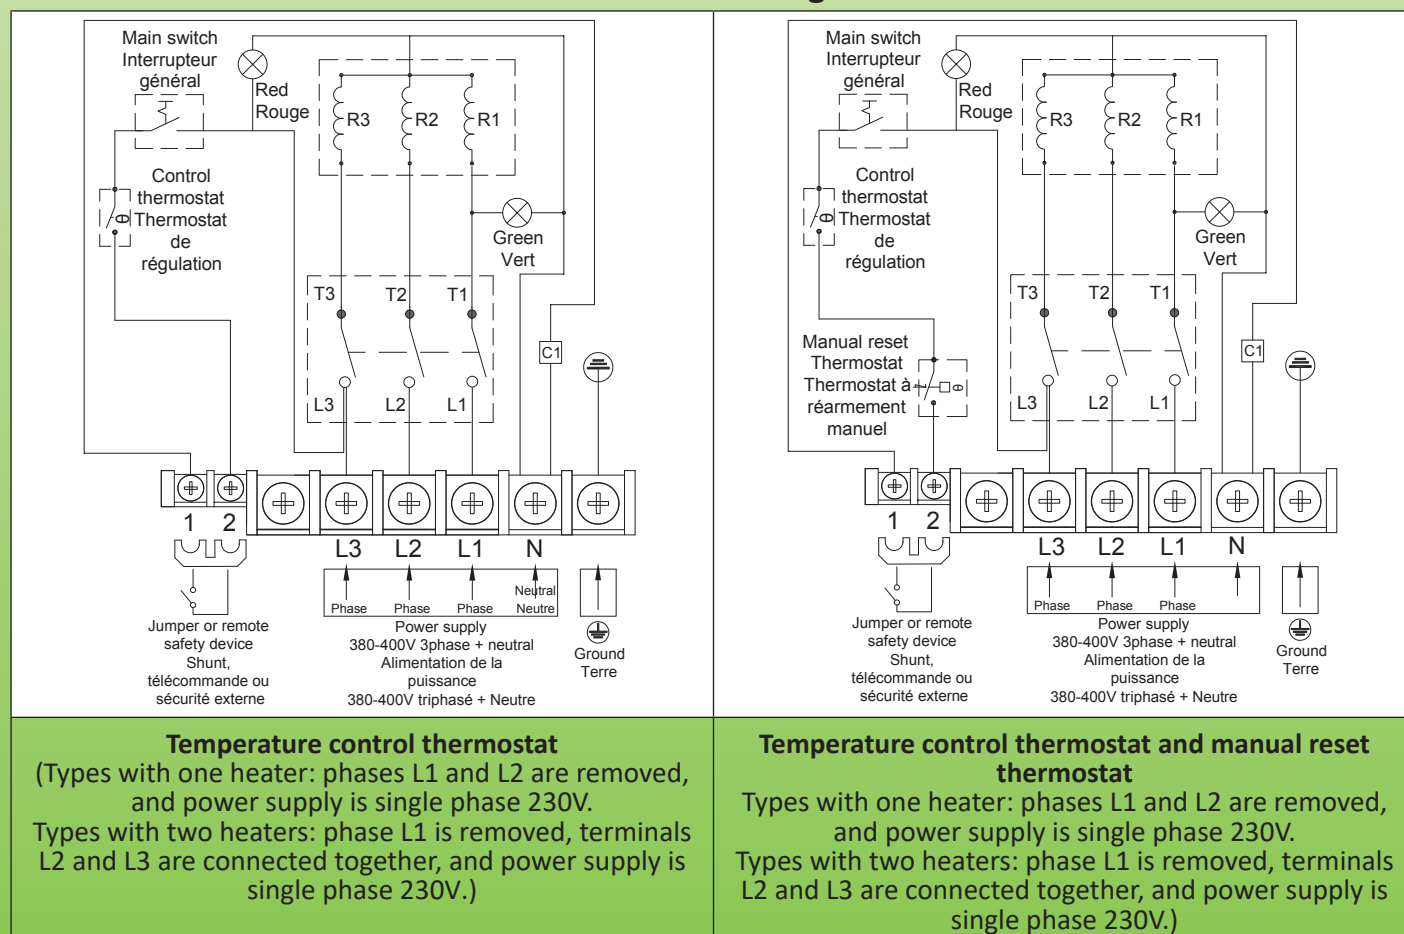 Main switch
Interrupteur
général
Red
Rouge
R3
R2
R1
Control
thermostat
Thermostat
de
régulation
θ
Green
Vert
T3
T2
T1
C1
L3
L2
L1
1
2
L3
L2
L1
N
Phase
Phase
Phase
Neutral
Neutre
Jumper or remote
safety device
Shunt,
télécommande ou
sécurité externe
Power supply
380-400V 3phase + neutral
Alimentation de la
puissance
380-400V triphasé + Neutre
Ground
Terre
Temperature control thermostat
(Types with one heater: phases L1 and L2 are removed,
and power supply is single phase 230V.
Types with two heaters: phase L1 is removed, terminals
L2 and L3 are connected together, and power supply is
single phase 230V.)
Main switch
Interrupteur
général
Red
Rouge
R3
R2
R1
Control
thermostat
Thermostat
de
régulation
θ
Green
Vert
T3
T2
T1
C1
Manual reset
Thermostat
Thermostat à
réarmement
manuel
θ
L3
L2
L1
1
2
L3
L2
L1
N
Phase
Phase
Phase
Jumper or remote
safety device
Shunt,
télécommande ou
sécurité externe
Power supply
380-400V 3phase + neutral
Alimentation de la
puissance
380-400V triphasé + Neutre
Ground
Terre
Temperature control thermostat and manual reset
thermostat
Types with one heater: phases L1 and L2 are removed,
and power supply is single phase 230V.
Types with two heaters: phase L1 is removed, terminals
L2 and L3 are connected together, and power supply is
single phase 230V.)